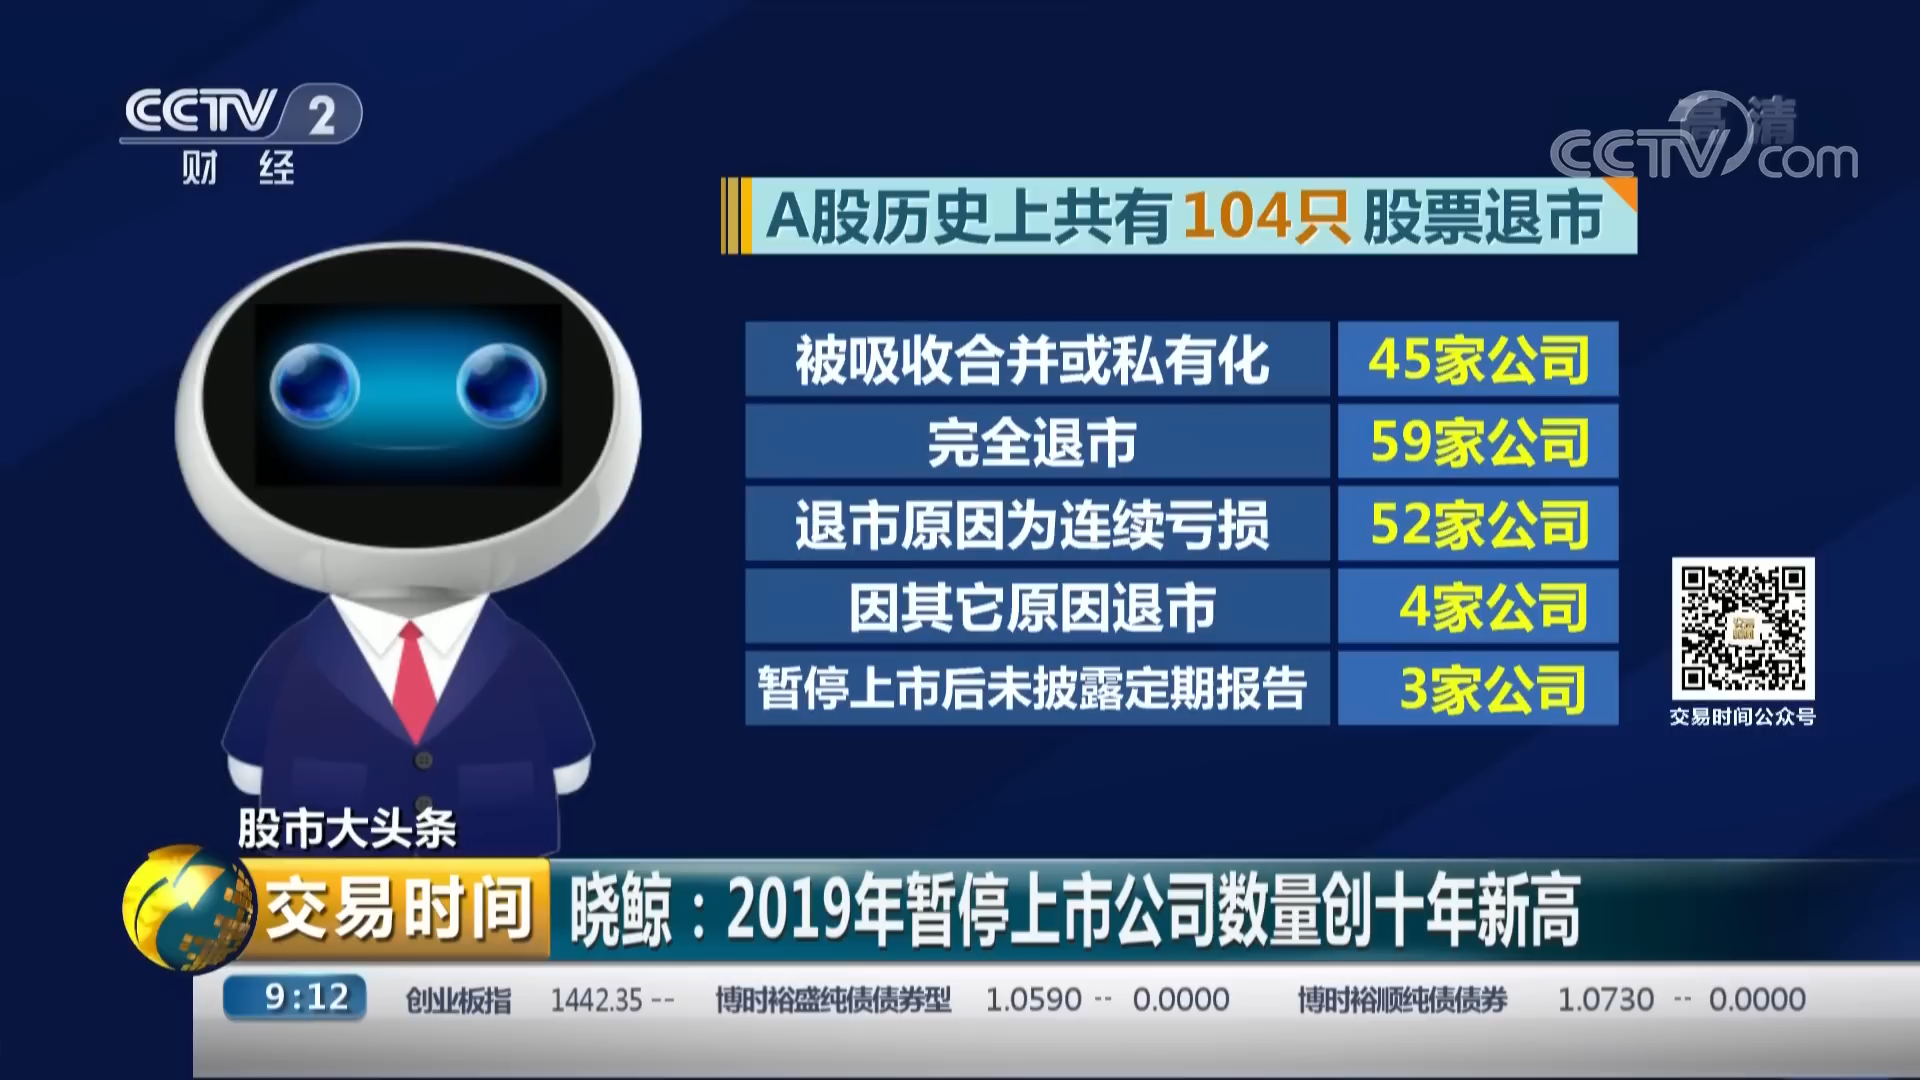 CCTV 2
财 经
高清
CCTV.com
A股历史上共有104只股票退市
被吸收合并或私有化 45家公司
完全退市 59家公司
退市原因为连续亏损 52家公司
因其它原因退市 4家公司
暂停上市后未披露定期报告 3家公司
交易时间公众号
股市大头条
交易时间
晓鲸：2019年暂停上市公司数量创十年新高
9:12 创业板指 1442.35 -- 博时裕盛纯债债券型 1.0590 -- 0.0000 博时裕顺纯债债券 1.0730 -- 0.0000